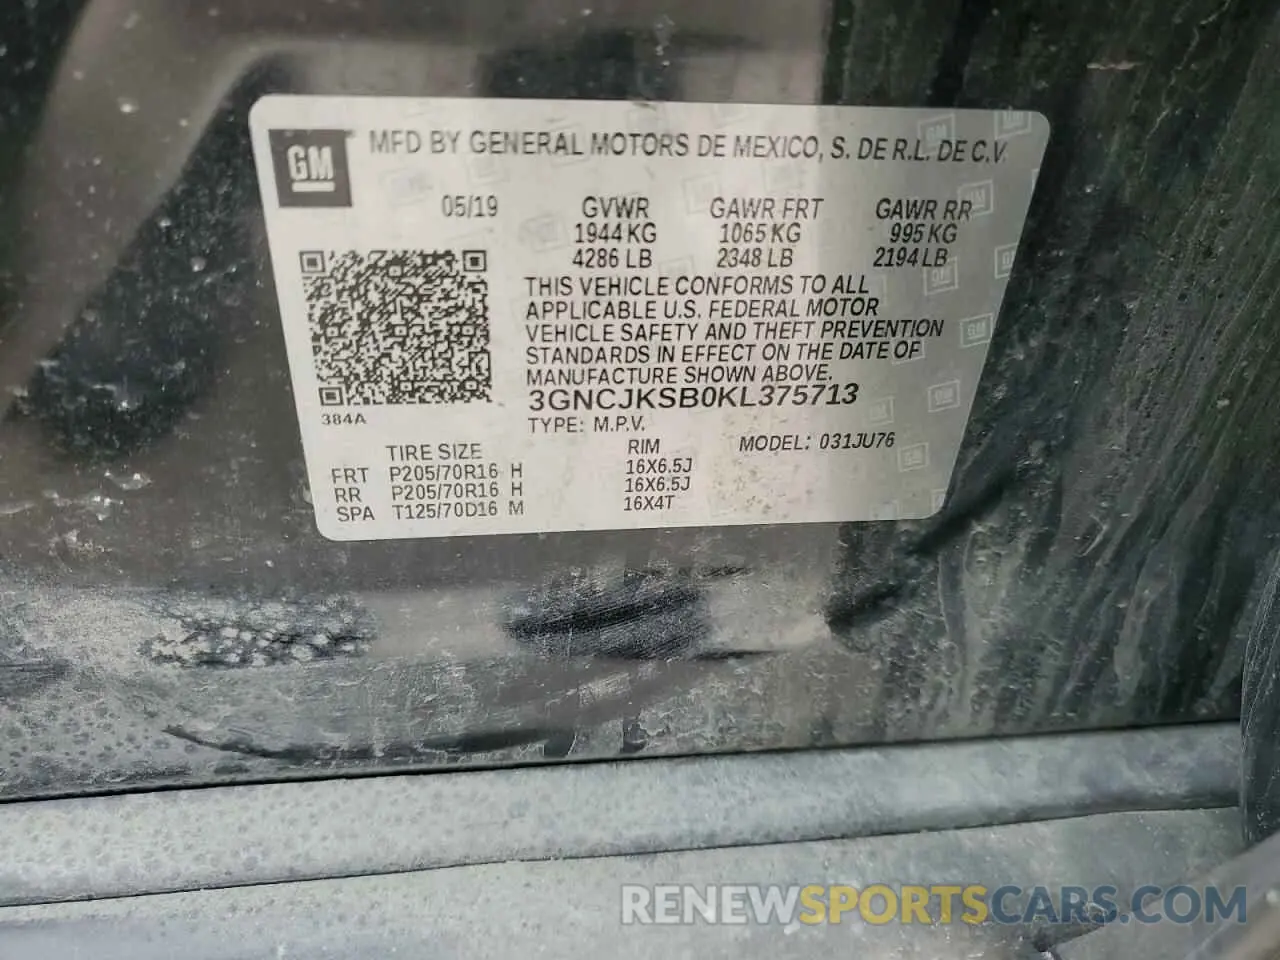 GM
MFD BY GENERAL MOTORS DE MEXICO, S. DE R.L. DE C.V.
05/19 GVWR GAWR FRT GAWR RR
1944 KG 1065 KG 995 KG
4286 LB 2348 LB 2194 LB
THIS VEHICLE CONFORMS TO ALL
APPLICABLE U.S. FEDERAL MOTOR
VEHICLE SAFETY AND THEFT PREVENTION
STANDARDS IN EFFECT ON THE DATE OF
MANUFACTURE SHOWN ABOVE.
3GNCJKSB0KL375713
384A
TYPE: M.P.V.
TIRE SIZE RIM MODEL: 031JU76
FRT P205/70R16 H 16X6.5J
RR P205/70R16 H 16X6.5J
SPA T125/70D16 M 16X4T
RENEWSPORTSCARS.COM